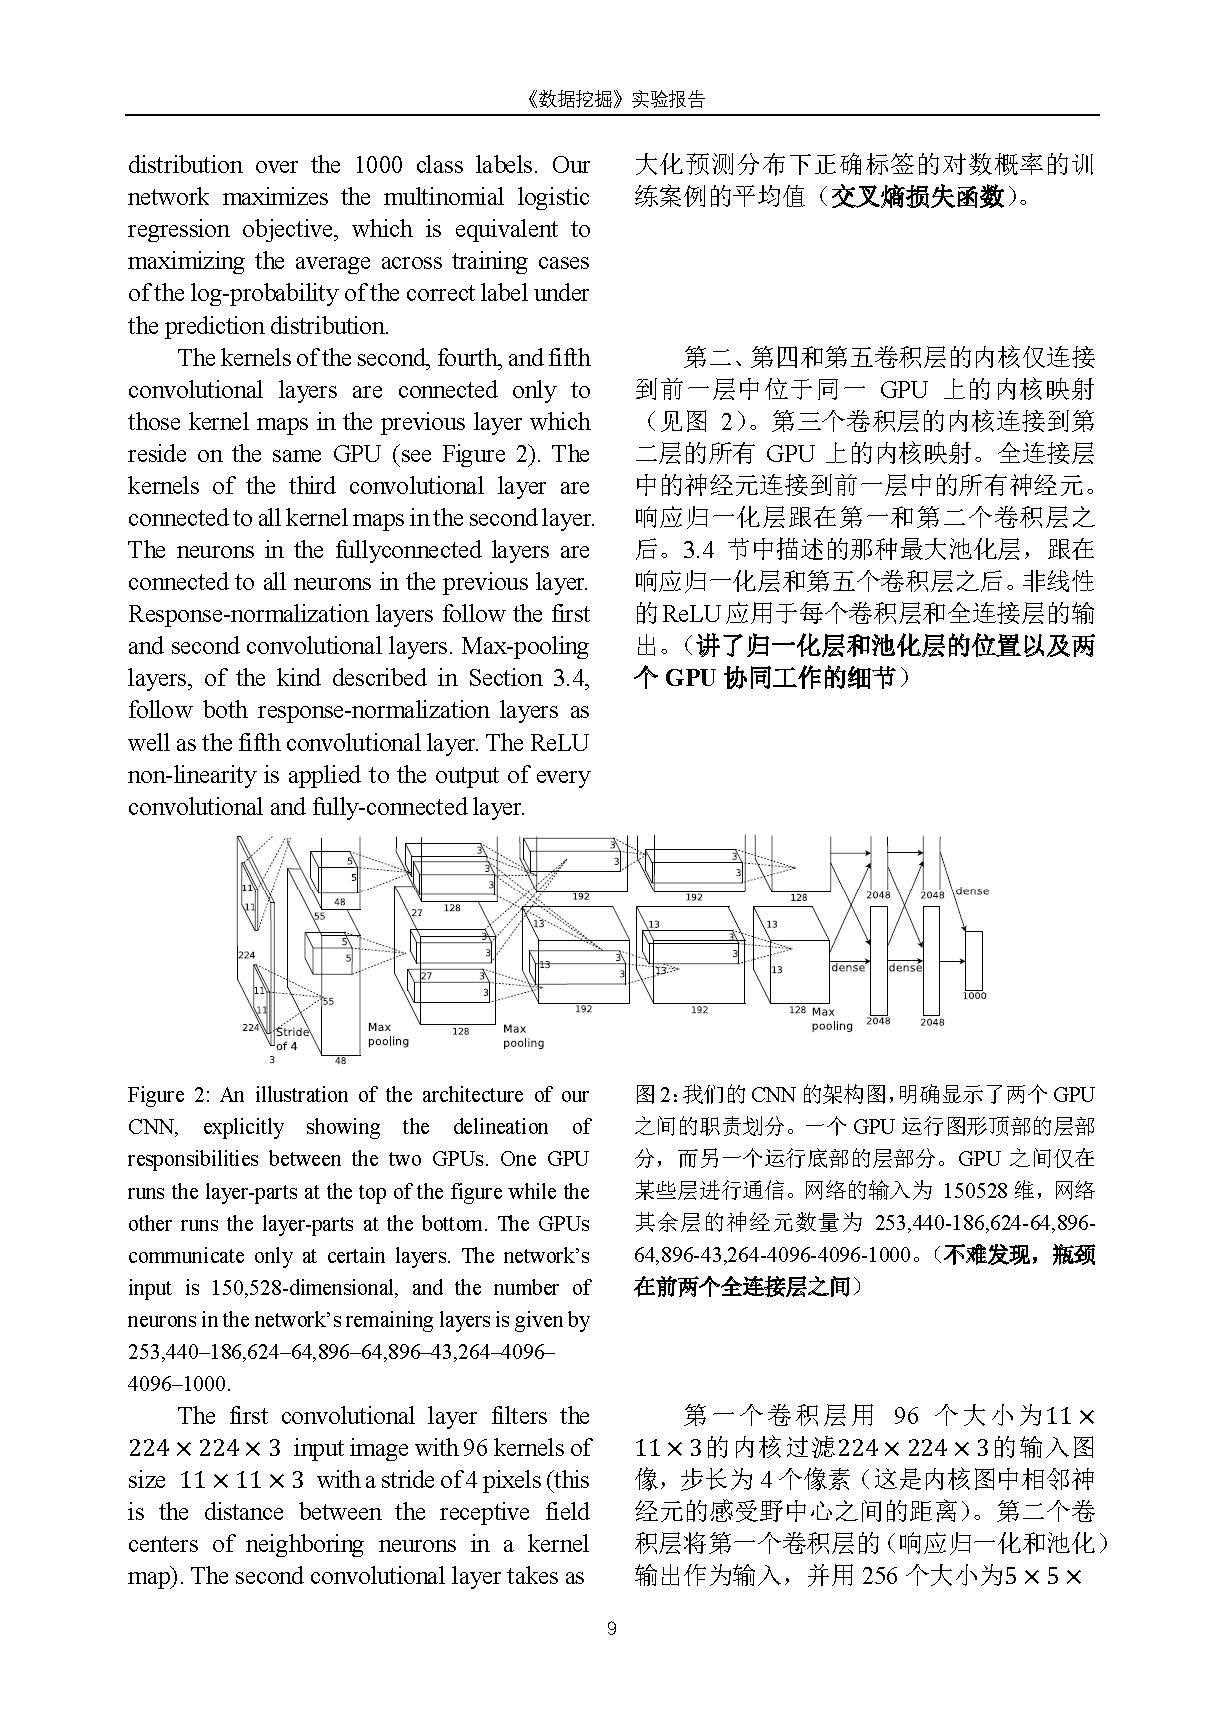 《数据挖掘》实验报告
distribution over the 1000 class labels. Our
network maximizes the multinomial logistic
regression objective, which is equivalent to
maximizing the average across training cases
of the log-probability of the correct label under
the prediction distribution.
大化预测分布下正确标签的对数概率的训
练案例的平均值（交叉熵损失函数）。
The kernels of the second, fourth, and fifth
convolutional layers are connected only to
those kernel maps in the previous layer which
reside on the same GPU (see Figure 2). The
kernels of the third convolutional layer are
connected to all kernel maps in the second layer.
The neurons in the fullyconnected layers are
connected to all neurons in the previous layer.
Response-normalization layers follow the first
and second convolutional layers. Max-pooling
layers, of the kind described in Section 3.4,
follow both response-normalization layers as
well as the fifth convolutional layer. The ReLU
non-linearity is applied to the output of every
convolutional and fully-connected layer.
第二、第四和第五卷积层的内核仅连接
到前一层中位于同一 GPU 上的内核映射
（见图 2）。第三个卷积层的内核连接到第
二层的所有 GPU 上的内核映射。全连接层
中的神经元连接到前一层中的所有神经元。
响应归一化层跟在第一和第二个卷积层之
后。3.4 节中描述的那种最大池化层，跟在
响应归一化层和第五个卷积层之后。非线性
的 ReLU 应用于每个卷积层和全连接层的输
出。（讲了归一化层和池化层的位置以及两
个 GPU 协同工作的细节）
11
11
224
11
11
224
3
Stride
of 4
55
5
5
48
5
5
55
48
Max
pooling
27
3
3
3
128
3
3
27
3
3
128
Max
pooling
3
3
192
13
13
3
3
192
3
3
192
13
3
3
13
192
128
13
13
128
Max
pooling
2048
2048
dense
dense
dense
2048
2048
1000
Figure 2: An illustration of the architecture of our
CNN, explicitly showing the delineation of
responsibilities between the two GPUs. One GPU
runs the layer-parts at the top of the figure while the
other runs the layer-parts at the bottom. The GPUs
communicate only at certain layers. The network’s
input is 150,528-dimensional, and the number of
neurons in the network’s remaining layers is given by
253,440–186,624–64,896–64,896–43,264–4096–
4096–1000.
图 2：我们的 CNN 的架构图，明确显示了两个 GPU
之间的职责划分。一个 GPU 运行图形顶部的层部
分，而另一个运行底部的层部分。GPU 之间仅在
某些层进行通信。网络的输入为 150528 维，网络
其余层的神经元数量为 253,440-186,624-64,896-
64,896-43,264-4096-4096-1000。（不难发现，瓶颈
在前两个全连接层之间）
The first convolutional layer filters the
224 × 224 × 3 input image with 96 kernels of
size 11 × 11 × 3 with a stride of 4 pixels (this
is the distance between the receptive field
centers of neighboring neurons in a kernel
map). The second convolutional layer takes as
第一个卷积层用 96 个大小为11 ×
11 × 3的内核过滤224 × 224 × 3的输入图
像，步长为 4 个像素（这是内核图中相邻神
经元的感受野中心之间的距离）。第二个卷
积层将第一个卷积层的（响应归一化和池化）
输出作为输入，并用 256 个大小为5 × 5 ×
9